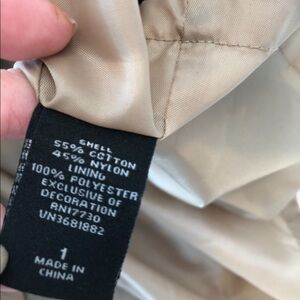 SHELL
55% COTTON
45% NYLON
LINING
100% POLYESTER
EXCLUSIVE OF
DECORATION
RN17730
UN3681882
1
MADE IN
CHINA